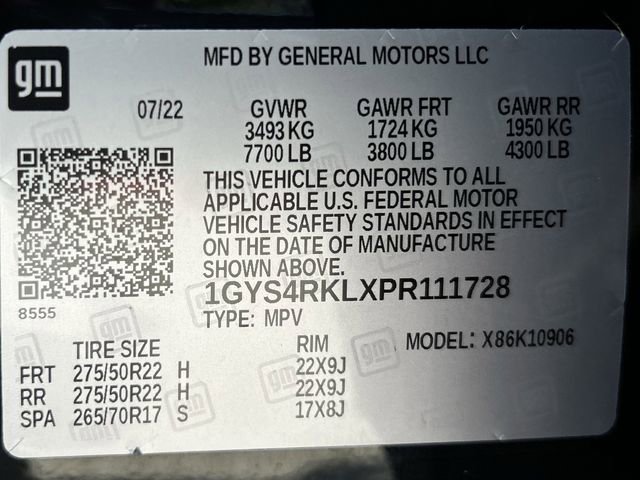 gm
MFD BY GENERAL MOTORS LLC
07/22 GVWR GAWR FRT GAWR RR
3493 KG 1724 KG 1950 KG
7700 LB 3800 LB 4300 LB
THIS VEHICLE CONFORMS TO ALL
APPLICABLE U.S. FEDERAL MOTOR
VEHICLE SAFETY STANDARDS IN EFFECT
ON THE DATE OF MANUFACTURE
SHOWN ABOVE.
1GYS4RKLXPR111728
8555
TYPE: MPV
TIRE SIZE RIM MODEL: X86K10906
FRT 275/50R22 H 22X9J
RR 275/50R22 H 22X9J
SPA 265/70R17 S 17X8J